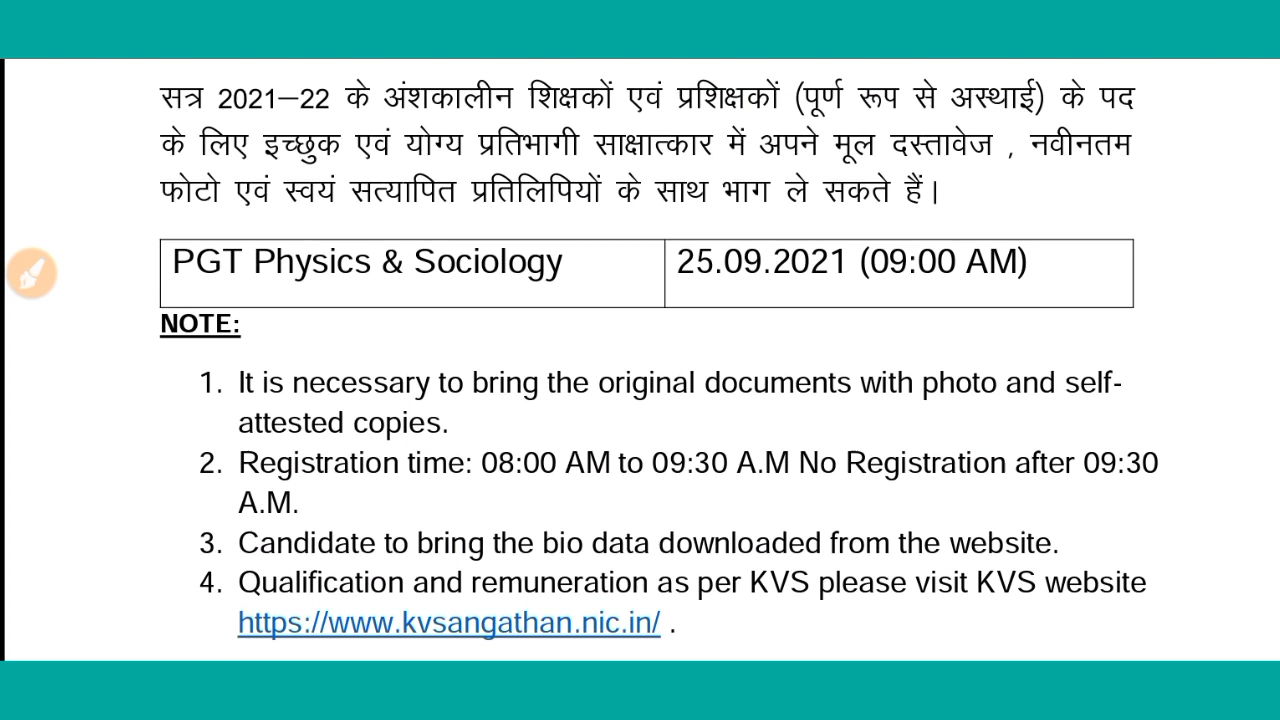 सत्र 2021–22 के अंशकालीन शिक्षकों एवं प्रशिक्षकों (पूर्ण रूप से अस्थाई) के पद
के लिए इच्छुक एवं योग्य प्रतिभागी साक्षात्कार में अपने मूल दस्तावेज , नवीनतम
फोटो एवं स्वयं सत्यापित प्रतिलिपियों के साथ भाग ले सकते हैं।
PGT Physics & Sociology 25.09.2021 (09:00 AM)
NOTE:
1. It is necessary to bring the original documents with photo and self-
attested copies.
2. Registration time: 08:00 AM to 09:30 A.M No Registration after 09:30
A.M.
3. Candidate to bring the bio data downloaded from the website.
4. Qualification and remuneration as per KVS please visit KVS website
https://www.kvsangathan.nic.in/ .